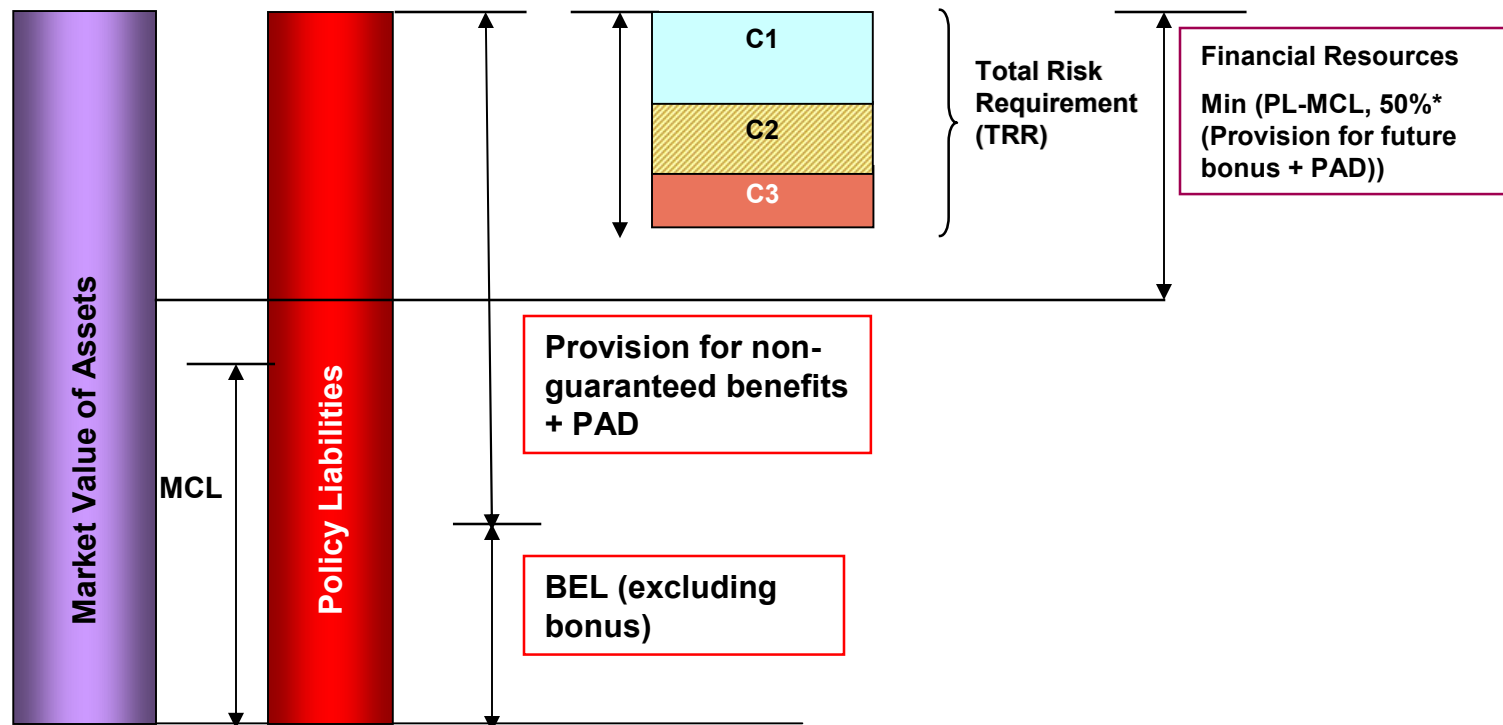 Market Value of Assets
MCL
Policy Liabilities
Provision for non-
guaranteed benefits
+ PAD
BEL (excluding
bonus)
C1
C2
C3
Total Risk
Requirement
(TRR)
Financial Resources
Min (PL-MCL, 50%*
(Provision for future
bonus + PAD))